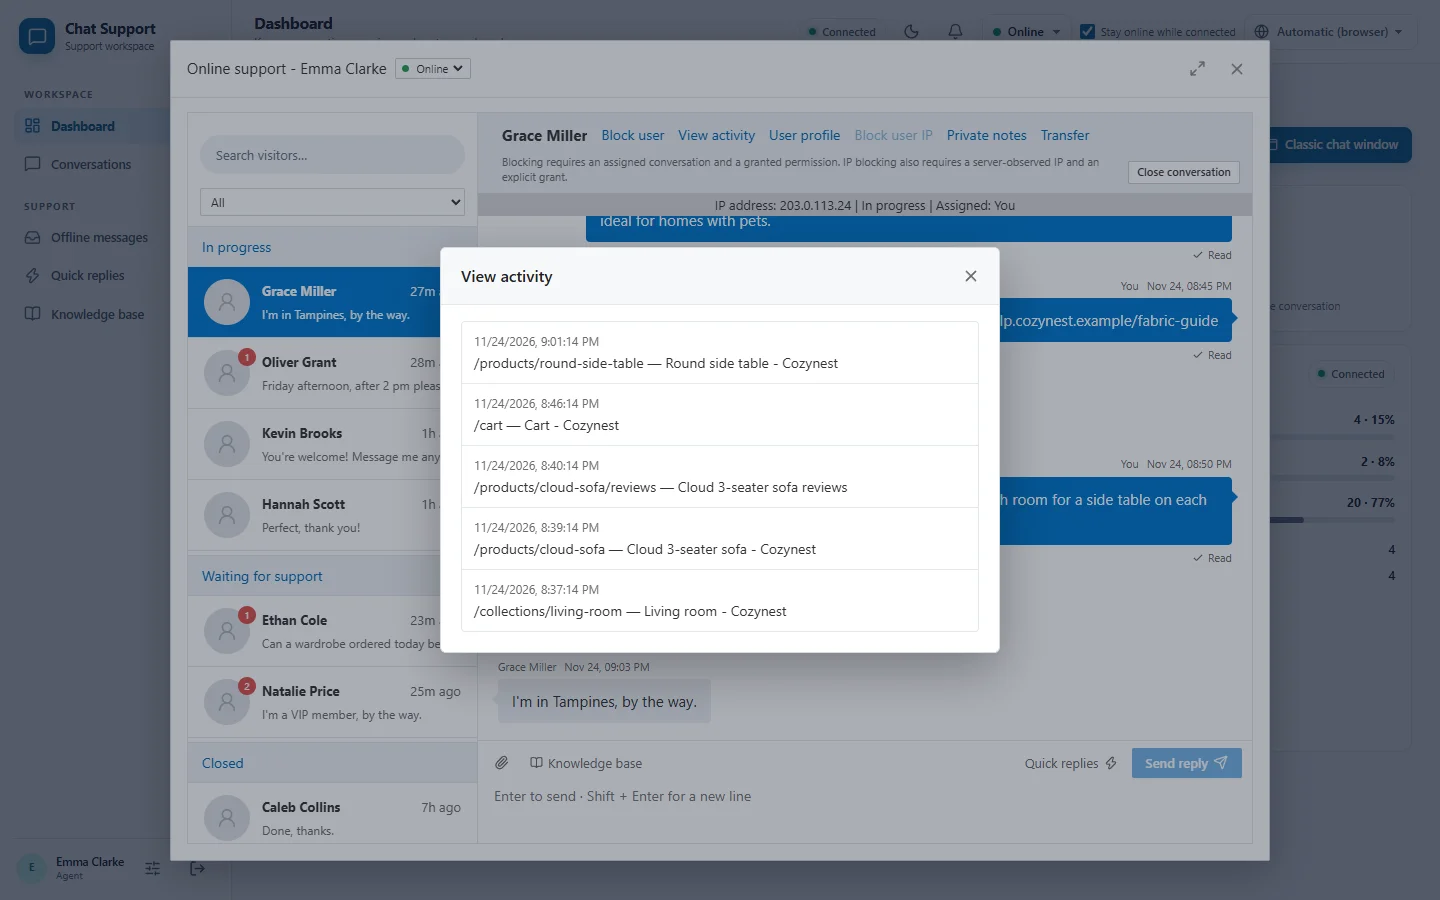 Chat Support
Support workspace
WORKSPACE
Dashboard
Conversations
SUPPORT
Offline messages
Quick replies
Knowledge base
E
Emma Clarke
Agent
Dashboard
Connected
Online
Stay online while connected
Automatic (browser)
Classic chat window
conversation
Connected
4 · 15%
2 · 8%
20 · 77%
4
4
Online support - Emma Clarke
Online
Search visitors...
All
In progress
Grace Miller
27m
I'm in Tampines, by the way.
1
Oliver Grant
28m
Friday afternoon, after 2 pm pleas
Kevin Brooks
1h
You're welcome! Message me any
Hannah Scott
1h
Perfect, thank you!
Waiting for support
1
Ethan Cole
23m
Can a wardrobe ordered today be
2
Natalie Price
25m ago
I'm a VIP member, by the way.
Closed
Caleb Collins
7h ago
Done, thanks.
Grace Miller Block user View activity User profile Block user IP Private notes Transfer
Blocking requires an assigned conversation and a granted permission. IP blocking also requires a server-observed IP and an
explicit grant.
Close conversation
IP address: 203.0.113.24 | In progress | Assigned: You
ideal for homes with pets.
Read
You Nov 24, 08:45 PM
lp.cozynest.example/fabric-guide
Read
You Nov 24, 08:50 PM
h room for a side table on each
Read
Grace Miller Nov 24, 09:03 PM
I'm in Tampines, by the way.
Knowledge base
Quick replies
Send reply
Enter to send · Shift + Enter for a new line
View activity
11/24/2026, 9:01:14 PM
/products/round-side-table — Round side table - Cozynest
11/24/2026, 8:46:14 PM
/cart — Cart - Cozynest
11/24/2026, 8:40:14 PM
/products/cloud-sofa/reviews — Cloud 3-seater sofa reviews
11/24/2026, 8:39:14 PM
/products/cloud-sofa — Cloud 3-seater sofa - Cozynest
11/24/2026, 8:37:14 PM
/collections/living-room — Living room - Cozynest